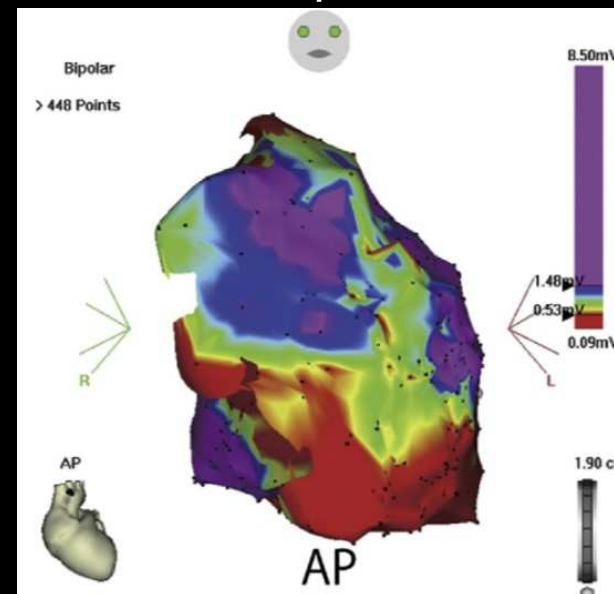 Bipolar
8.50mV
> 448 Points
1.48mV
0.53mV
0.09mV
R
L
AP
1.90 c
AP